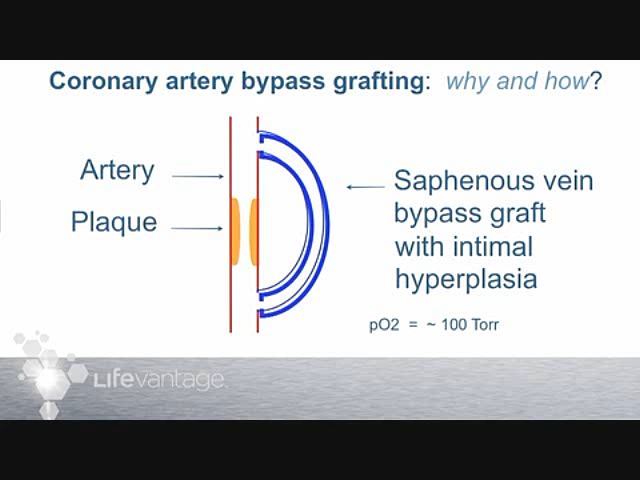 Coronary artery bypass grafting: why and how?
Artery
Plaque
Saphenous vein
bypass graft
with intimal
hyperplasia
pO2 = ~ 100 Torr
LIFEvantage